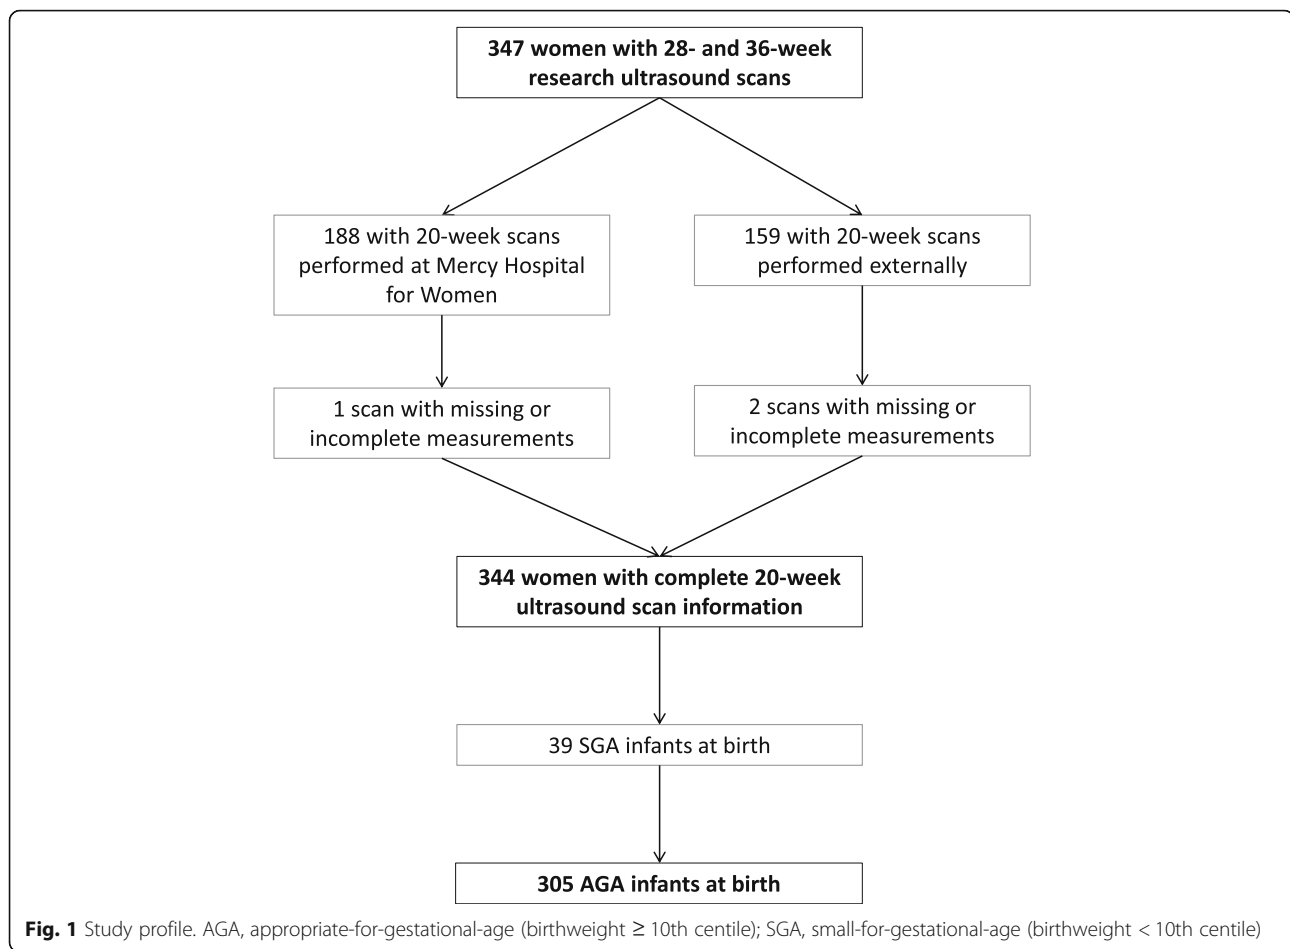 347 women with 28- and 36-week
research ultrasound scans
188 with 20-week scans
performed at Mercy Hospital
for Women
159 with 20-week scans
performed externally
1 scan with missing or
incomplete measurements
2 scans with missing or
incomplete measurements
344 women with complete 20-week
ultrasound scan information
39 SGA infants at birth
305 AGA infants at birth
Fig. 1 Study profile. AGA, appropriate-for-gestational-age (birthweight ≥ 10th centile); SGA, small-for-gestational-age (birthweight < 10th centile)